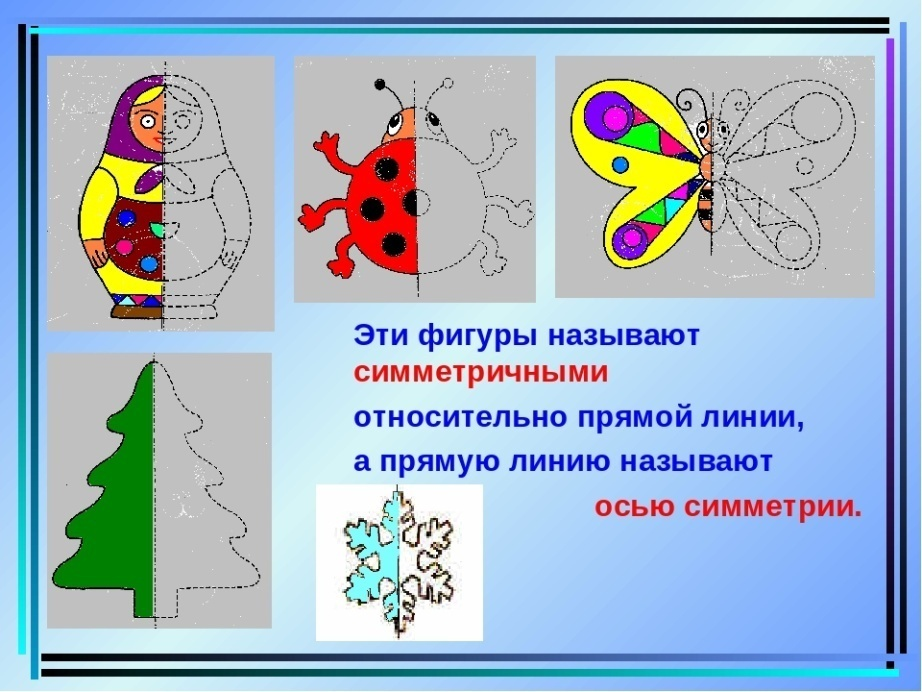 Эти фигуры называют
симметричными
относительно прямой линии,
а прямую линию называют
осью симметрии.